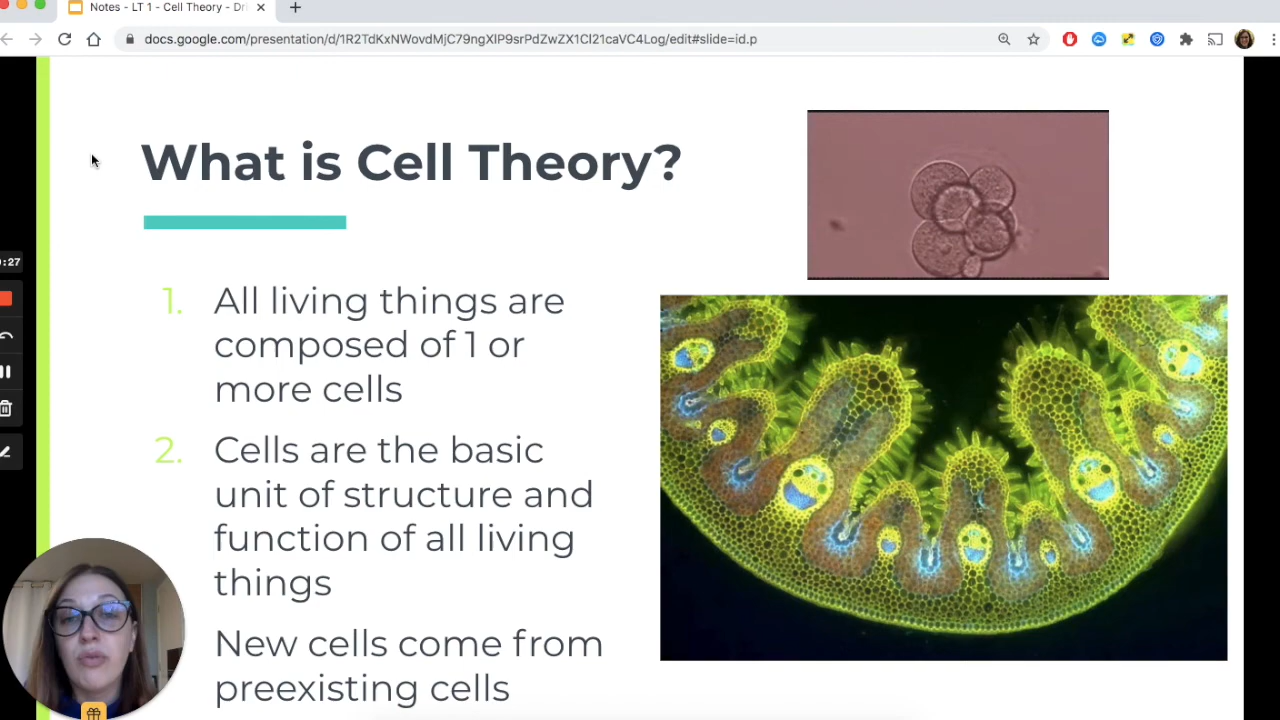 Notes - LT 1 - Cell Theory - Dri
docs.google.com/presentation/d/1R2TdKxNWovdMjC79ngXlP9srPdZwZX1Cl21caVC4Log/edit#slide=id.p
What is Cell Theory?
:27
1. All living things are
composed of 1 or
more cells
2. Cells are the basic
unit of structure and
function of all living
things
New cells come from
preexisting cells